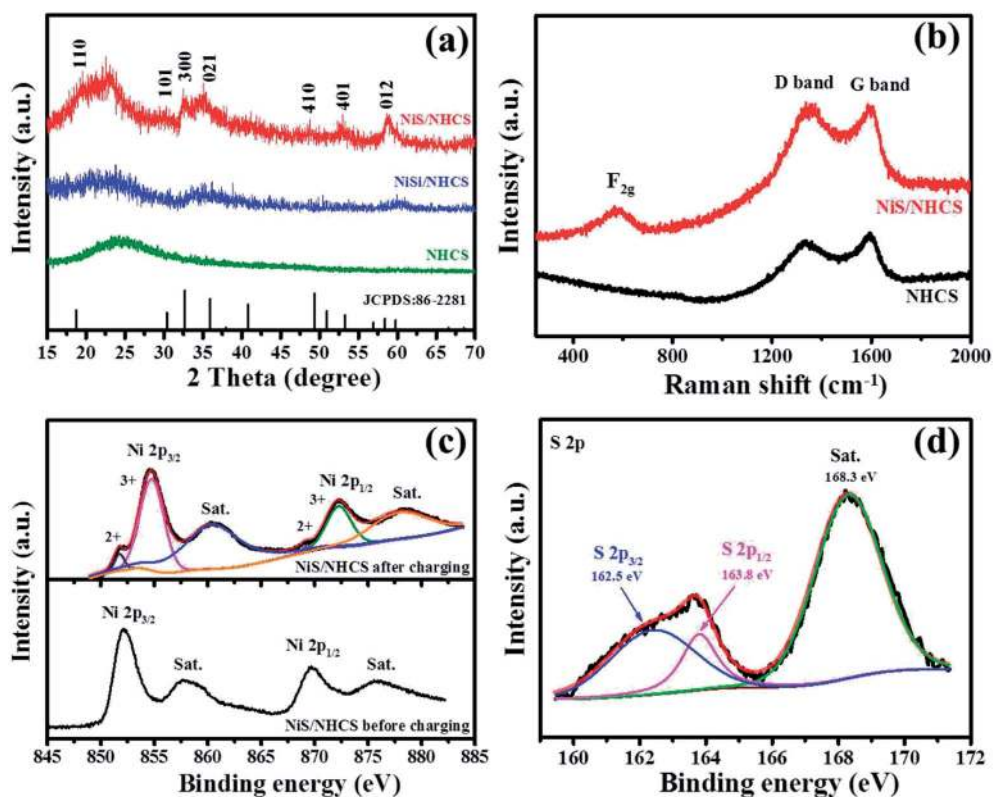 (a)
110
101
300
021
410
401
012
NiS/NHCS
NiSi/NHCS
NHCS
JCPDS:86-2281
15 20 25 30 35 40 45 50 55 60 65 70
2 Theta (degree)
Intensity (a.u.)
(b)
D band
G band
F2g
NiS/NHCS
NHCS
400 800 1200 1600 2000
Raman shift (cm-1)
Intensity (a.u.)
(c)
Ni 2p3/2
3+
2+
Sat.
Ni 2p1/2
3+
2+
Sat.
NiS/NHCS after charging
Ni 2p3/2
Sat.
Ni 2p1/2
Sat.
NiS/NHCS before charging
845 850 855 860 865 870 875 880 885
Binding energy (eV)
Intensity (a.u.)
(d)
S 2p
Sat.
168.3 eV
S 2p3/2
162.5 eV
S 2p1/2
163.8 eV
160 162 164 166 168 170 172
Binding energy (eV)
Intensity (a.u.)